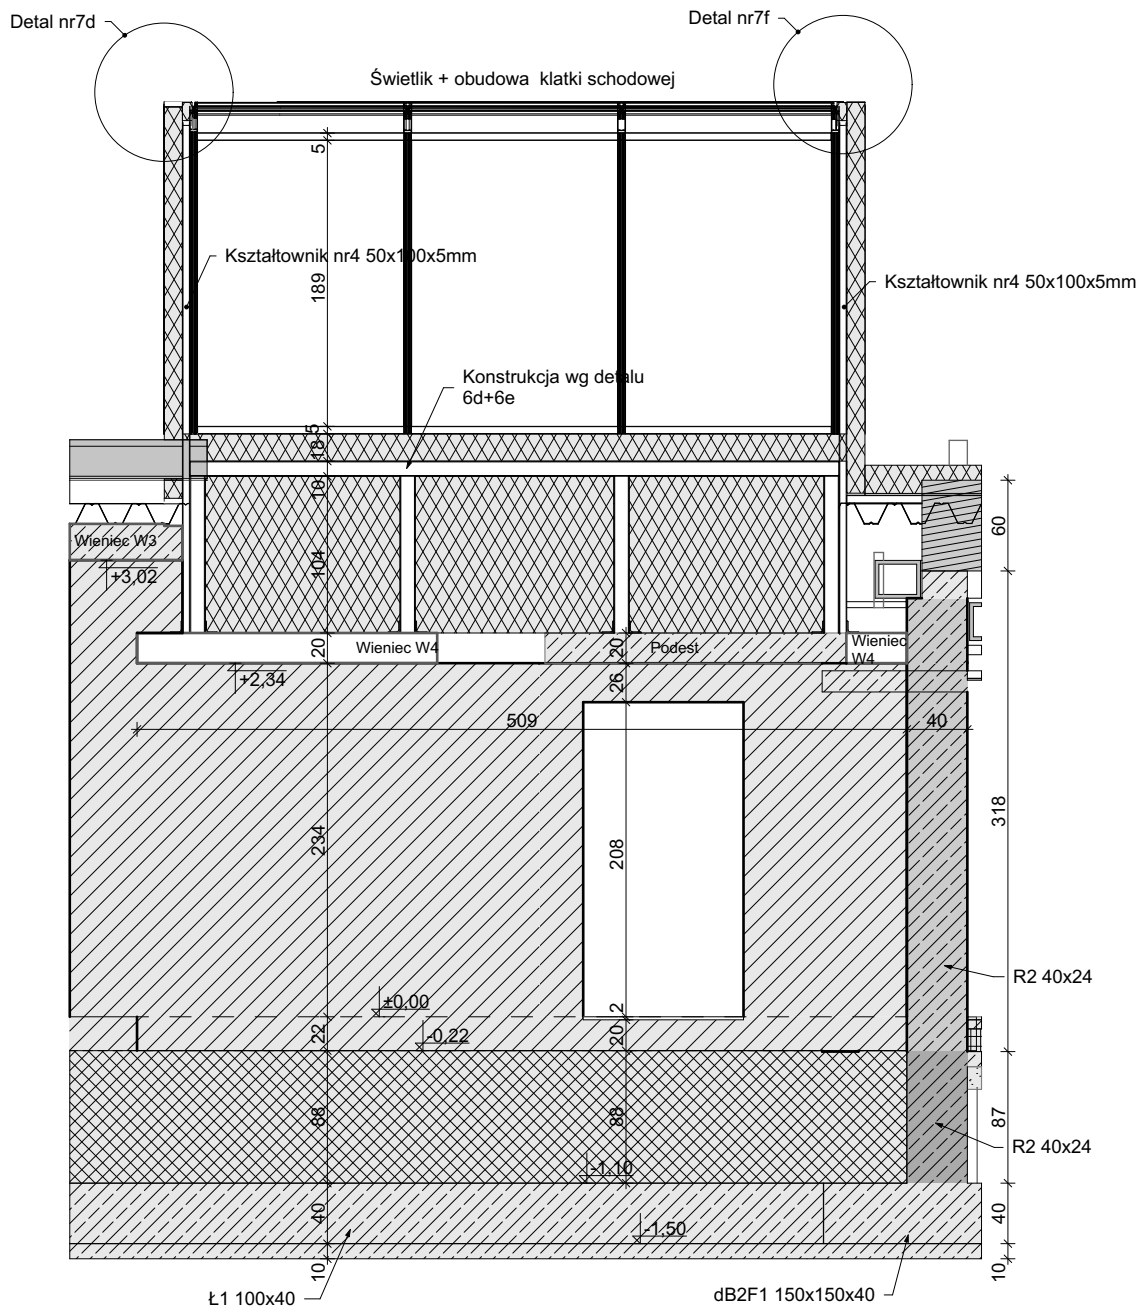 Detal nr7d
Detal nr7f
Świetlik + obudowa klatki schodowej
5
Kształtownik nr4 50x100x5mm
189
Kształtownik nr4 50x100x5mm
Konstrukcja wg detalu
6d+6e
5
18
10
60
Wieniec W3
+3,02
104
20
Wieniec W4
20
Podest
Wieniec
W4
+2,34
26
509
40
318
234
208
R2 40x24
±0,00
2
22
-0,22
20
88
88
87
R2 40x24
-1,10
40
-1,50
40
10
10
Ł1 100x40
dB2F1 150x150x40